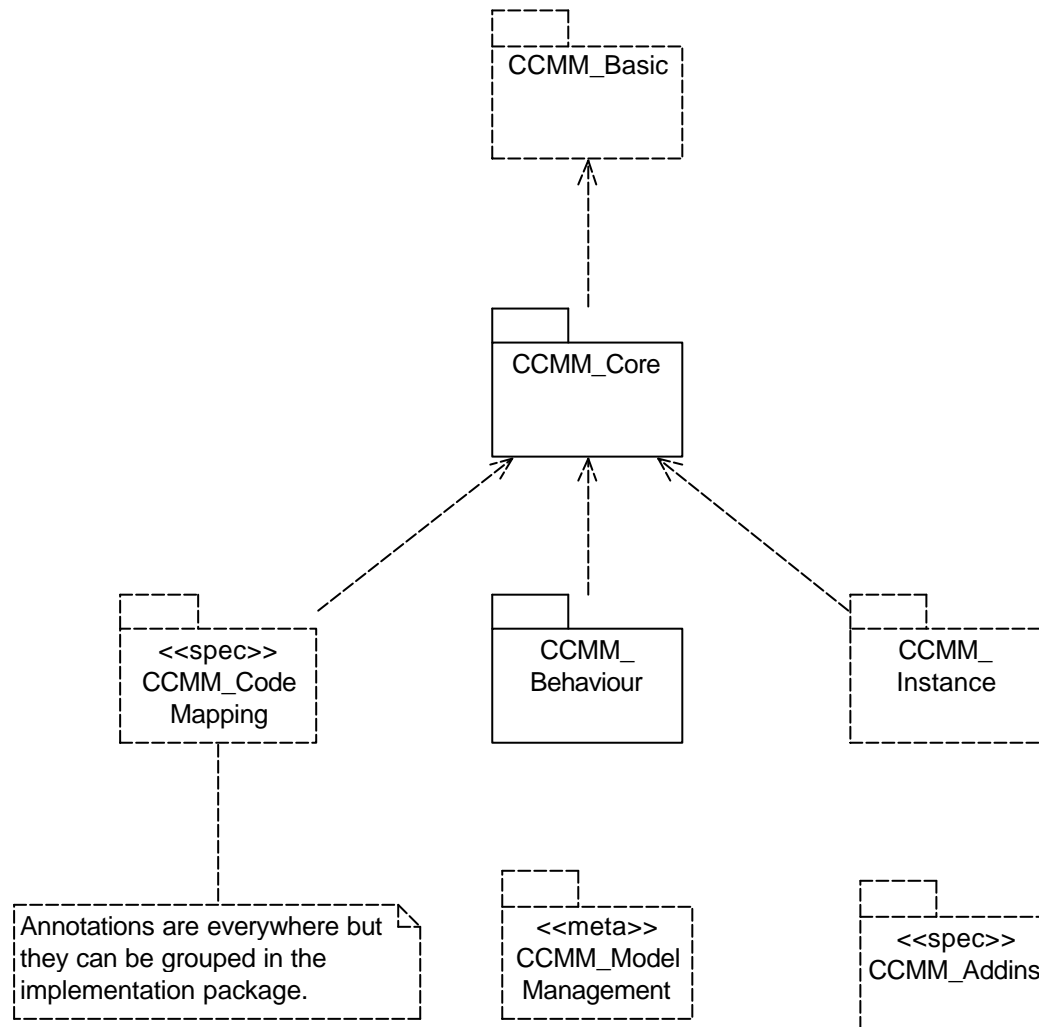 CCMM_Basic
CCMM_Core
<<spec>>
CCMM_Code
Mapping
CCMM_
Behaviour
CCMM_
Instance
Annotations are everywhere but
they can be grouped in the
implementation package.
<<meta>>
CCMM_Model
Management
<<spec>>
CCMM_Addins